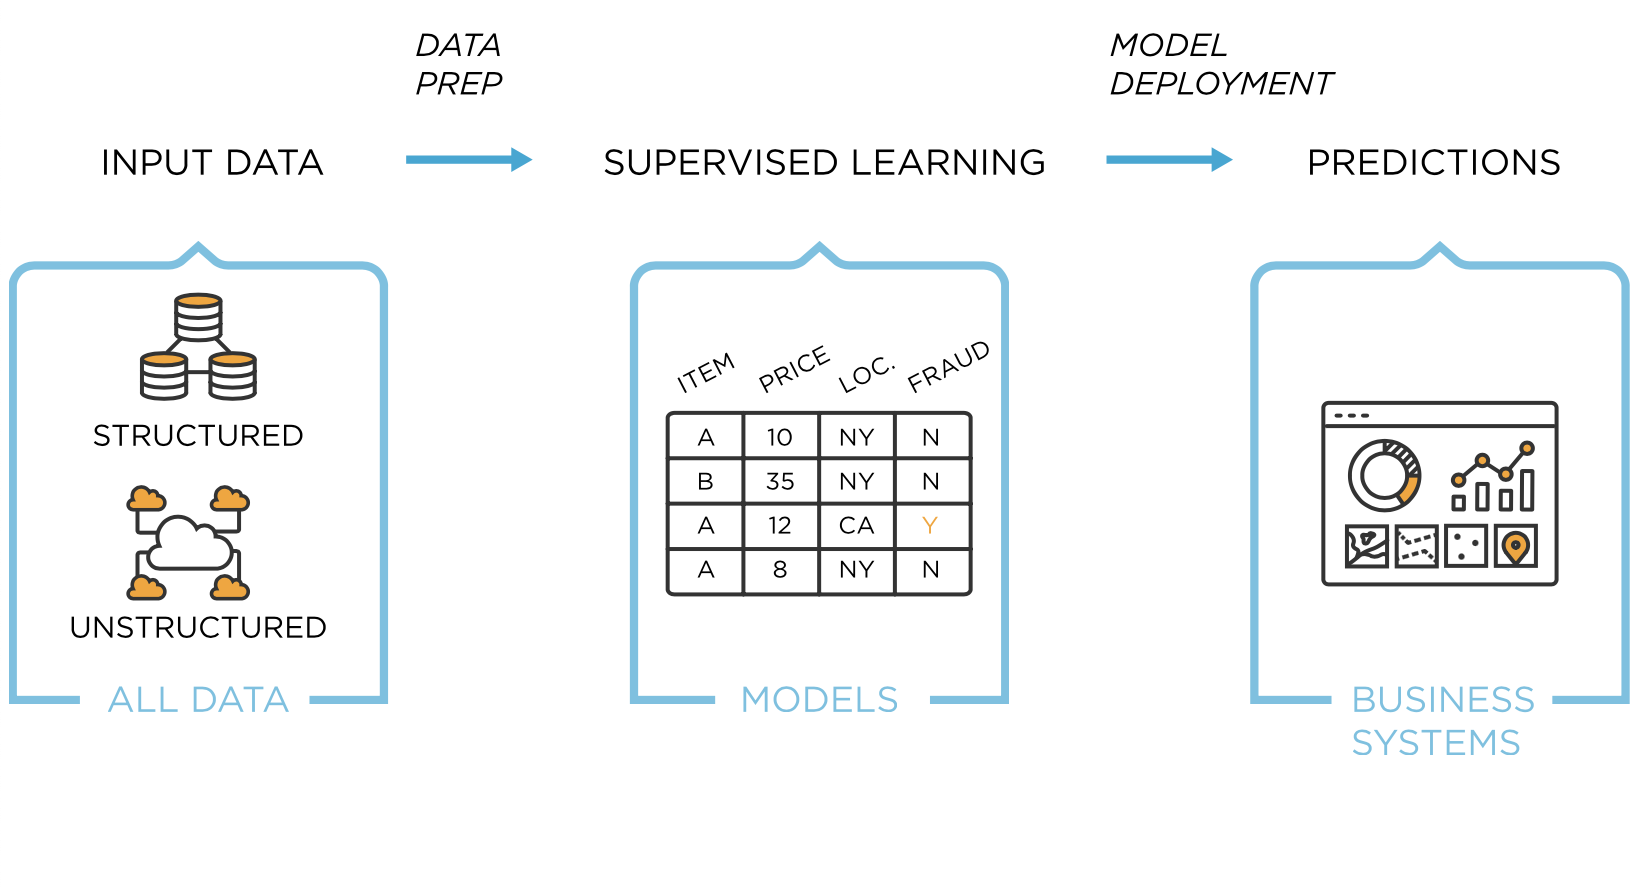 DATA
PREP
MODEL
DEPLOYMENT
INPUT DATA
SUPERVISED LEARNING
PREDICTIONS
STRUCTURED
UNSTRUCTURED
ALL DATA
ITEM PRICE LOC. FRAUD
A 10 NY N
B 35 NY N
A 12 CA Y
A 8 NY N
MODELS
BUSINESS
SYSTEMS